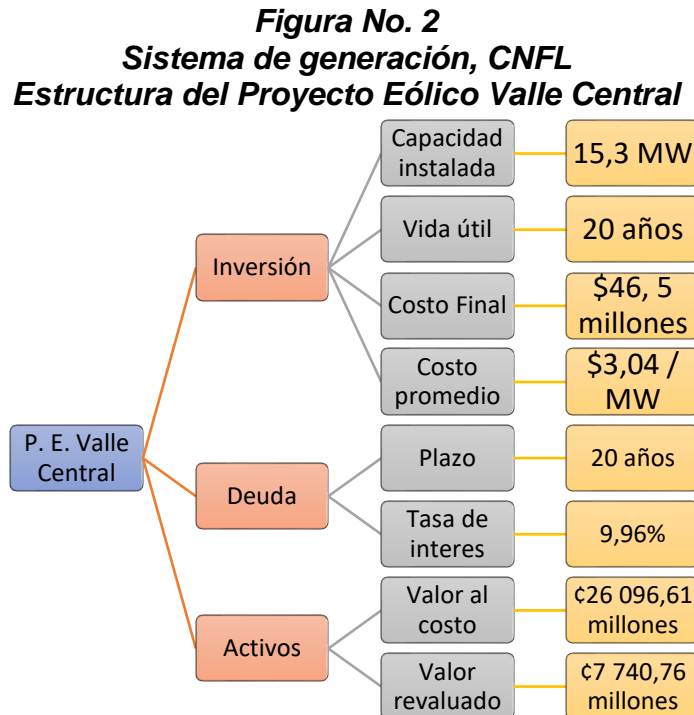 Figura No. 2
Sistema de generación, CNFL
Estructura del Proyecto Eólico Valle Central
P. E. Valle
Central
Inversión
Capacidad
instalada
15,3 MW
Vida útil
20 años
Costo Final
$46, 5
millones
Costo
promedio
$3,04 /
MW
Deuda
Plazo
20 años
Tasa de
interes
9,96%
Activos
Valor al
costo
¢26 096,61
millones
Valor
revaluado
¢7 740,76
millones